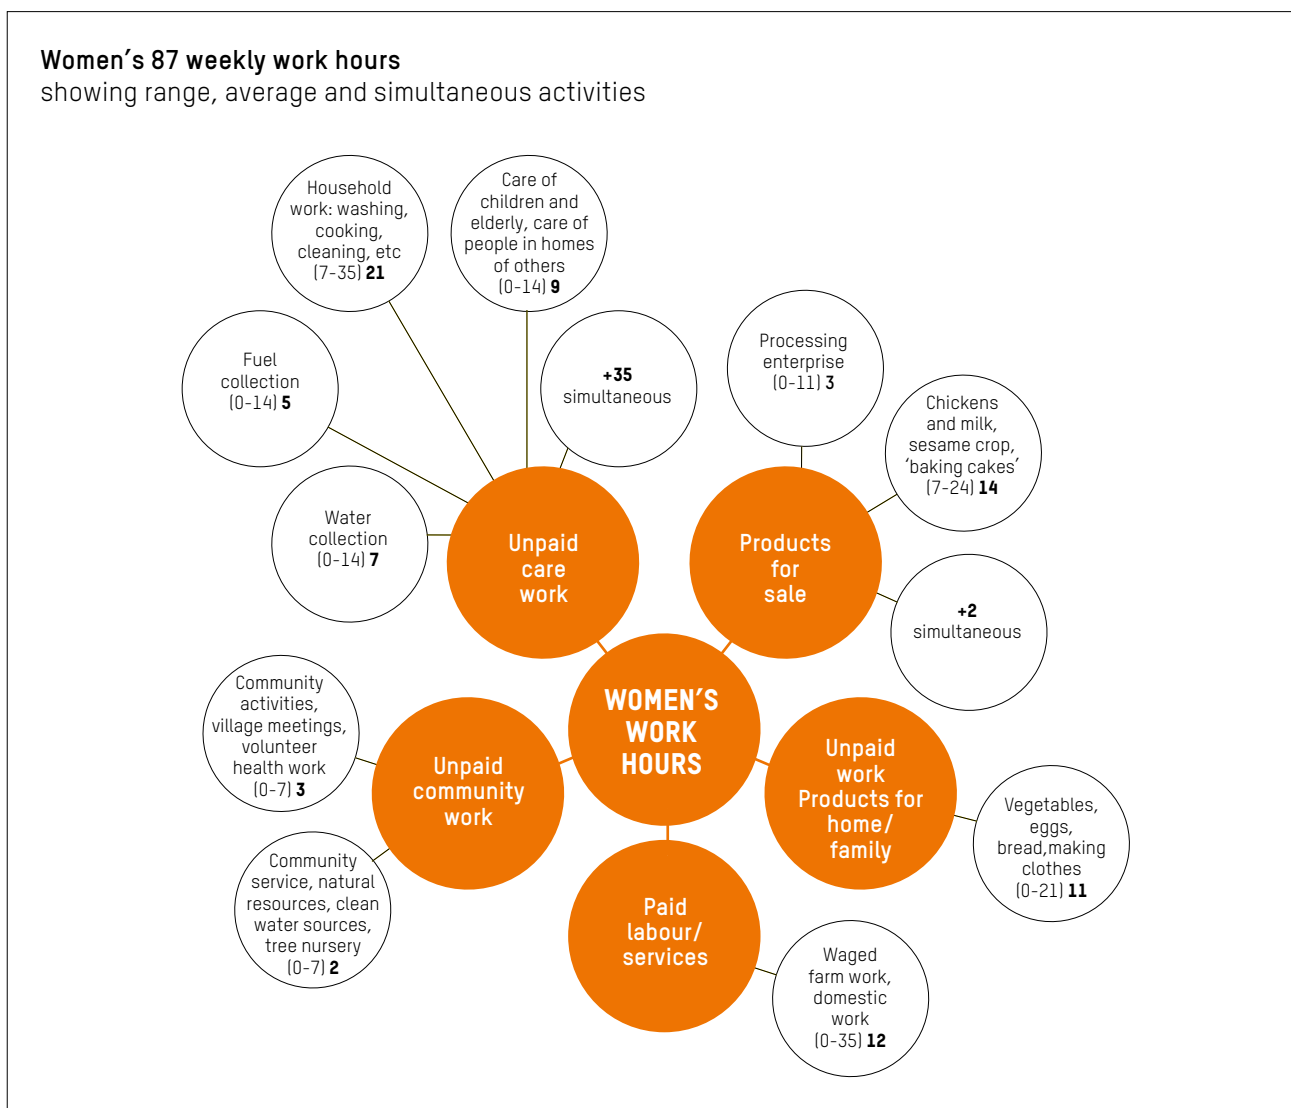 Women's 87 weekly work hours
showing range, average and simultaneous activities
Household
work: washing,
cooking,
cleaning, etc
(7-35) 21
Care of
children and
elderly, care of
people in homes
of others
(0-14) 9
Fuel
collection
(0-14) 5
+35
simultaneous
Processing
enterprise
(0-11) 3
Chickens
and milk,
sesame crop,
'baking cakes'
(7-24) 14
Water
collection
(0-14) 7
Unpaid
care
work
Products
for
sale
+2
simultaneous
Community
activities,
village meetings,
volunteer
health work
(0-7) 3
Unpaid
community
work
WOMEN'S
WORK
HOURS
Unpaid
work
Products for
home/
family
Vegetables,
eggs,
bread,making
clothes
(0-21) 11
Community
service, natural
resources, clean
water sources,
tree nursery
(0-7) 2
Paid
labour/
services
Waged
farm work,
domestic
work
(0-35) 12